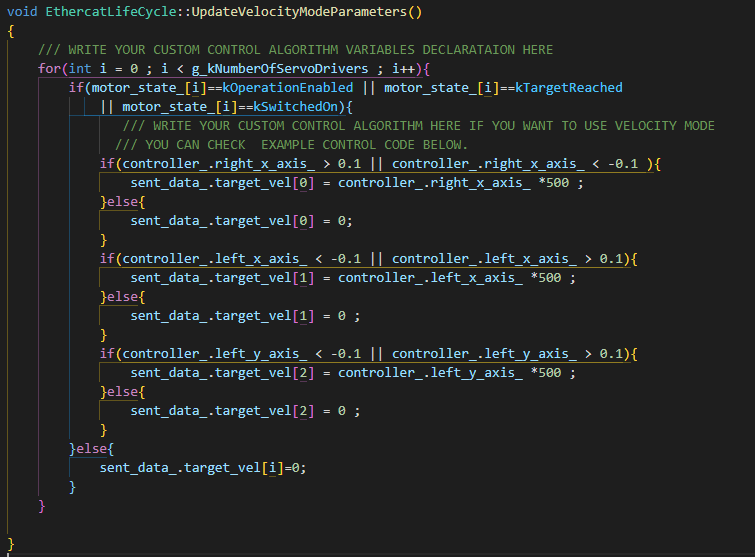 void EthercatLifeCycle::UpdateVelocityModeParameters()
{
    /// WRITE YOUR CUSTOM CONTROL ALGORITHM VARIABLES DECLARATAION HERE
    for(int i = 0 ; i < g_kNumberOfServoDrivers ; i++){
        if(motor_state_[i]==kOperationEnabled || motor_state_[i]==kTargetReached
            || motor_state_[i]==kSwitchedOn){
               /// WRITE YOUR CUSTOM CONTROL ALGORITHM HERE IF YOU WANT TO USE VELOCITY MODE
              /// YOU CAN CHECK  EXAMPLE CONTROL CODE BELOW.
            if(controller_.right_x_axis_ > 0.1 || controller_.right_x_axis_ < -0.1 ){
                sent_data_.target_vel[0] = controller_.right_x_axis_ *500 ;
            }else{
                sent_data_.target_vel[0] = 0;
            }
            if(controller_.left_x_axis_ < -0.1 || controller_.left_x_axis_ > 0.1){
                sent_data_.target_vel[1] = controller_.left_x_axis_ *500 ;
            }else{
                sent_data_.target_vel[1] = 0 ;
            }
            if(controller_.left_y_axis_ < -0.1 || controller_.left_y_axis_ > 0.1){
                sent_data_.target_vel[2] = controller_.left_y_axis_ *500 ;
            }else{
                sent_data_.target_vel[2] = 0 ;
            }
        }else{
            sent_data_.target_vel[i]=0;
        }
    }

}